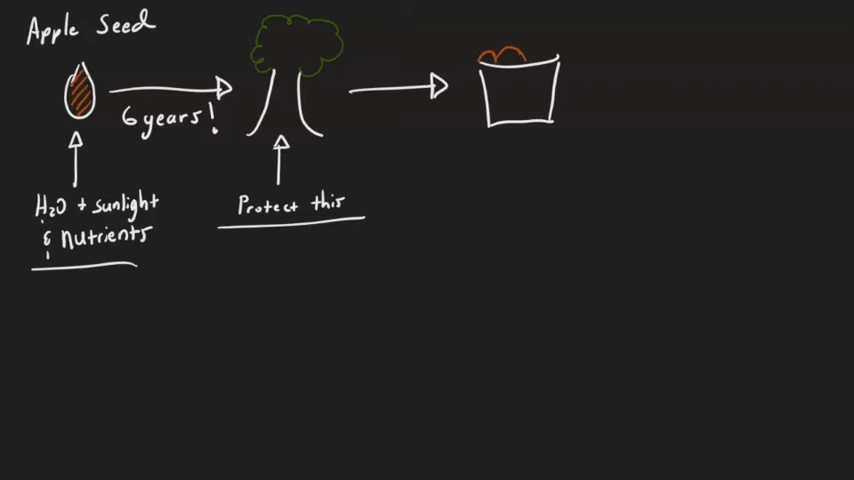 Apple Seed
6 years!
H₂O + sunlight
& Nutrients
Protect this